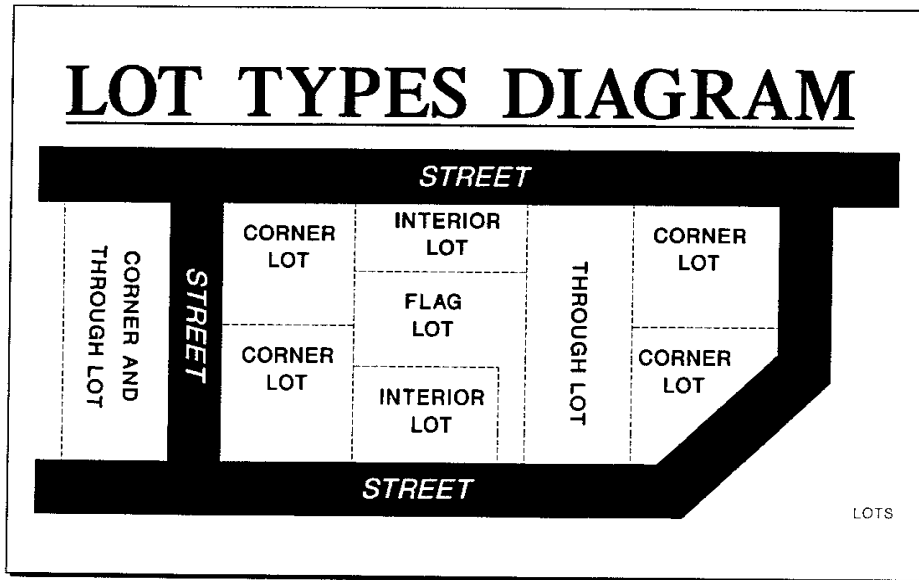 LOT TYPES DIAGRAM
STREET
CORNER AND
THROUGH LOT
STREET
CORNER
LOT
INTERIOR
LOT
THROUGH LOT
CORNER
LOT
FLAG
LOT
CORNER
LOT
CORNER
LOT
INTERIOR
LOT
STREET
LOTS